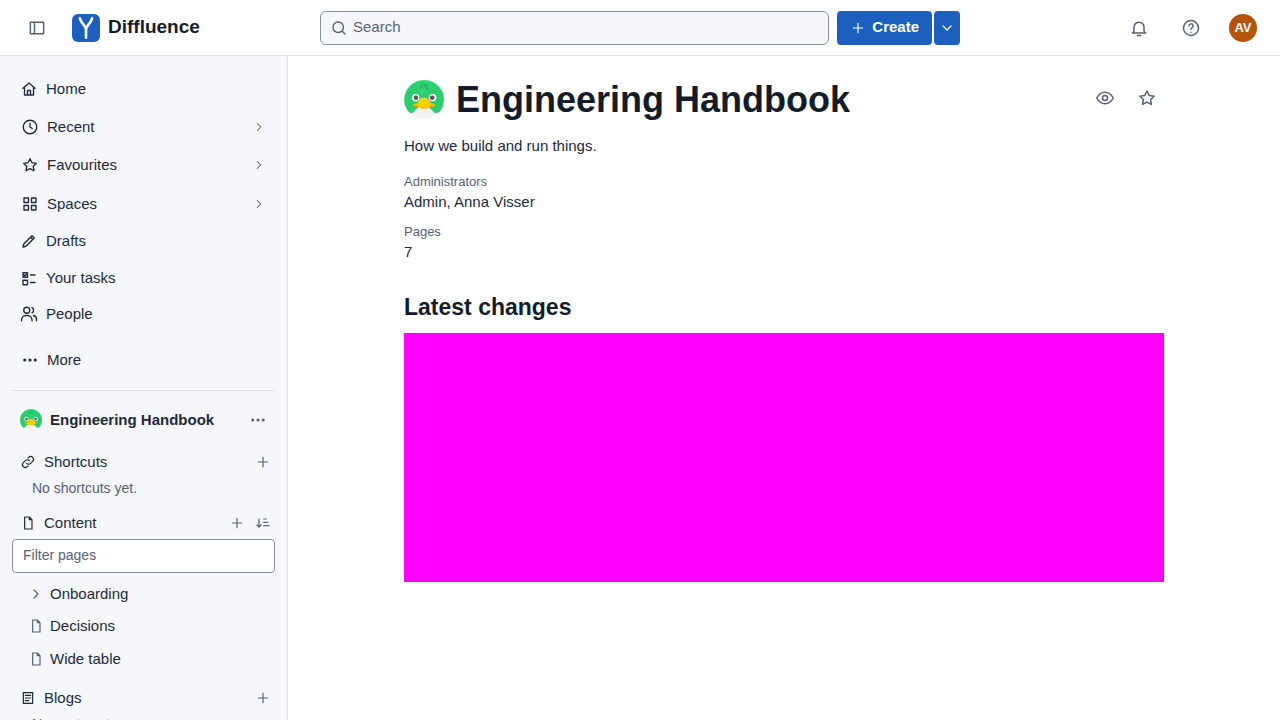 Diffluence
Search
Create
AV
Home
Recent
Favourites
Spaces
Drafts
Your tasks
People
More
Engineering Handbook
Shortcuts
No shortcuts yet.
Content
Filter pages
Onboarding
Decisions
Wide table
Blogs
Engineering Handbook
How we build and run things.
Administrators
Admin, Anna Visser
Pages
7
Latest changes